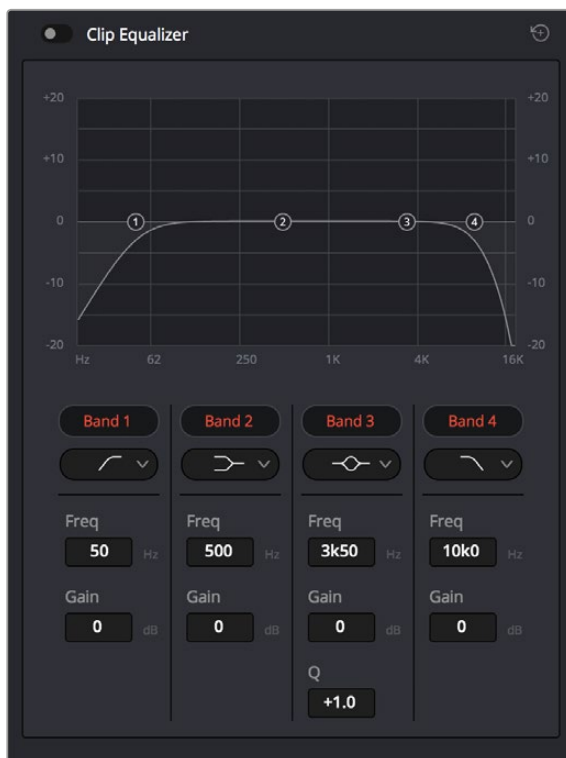 Clip Equalizer
+20 +20
+10 +10
1 2 3 4
0 0
-10 -10
-20 -20
Hz 62 250 1K 4K 16K
Band 1 Band 2 Band 3 Band 4
Freq Freq Freq Freq
50 Hz 500 Hz 3k50 Hz 10k0 Hz
Gain Gain Gain Gain
0 dB 0 dB 0 dB 0 dB
Q
+1.0